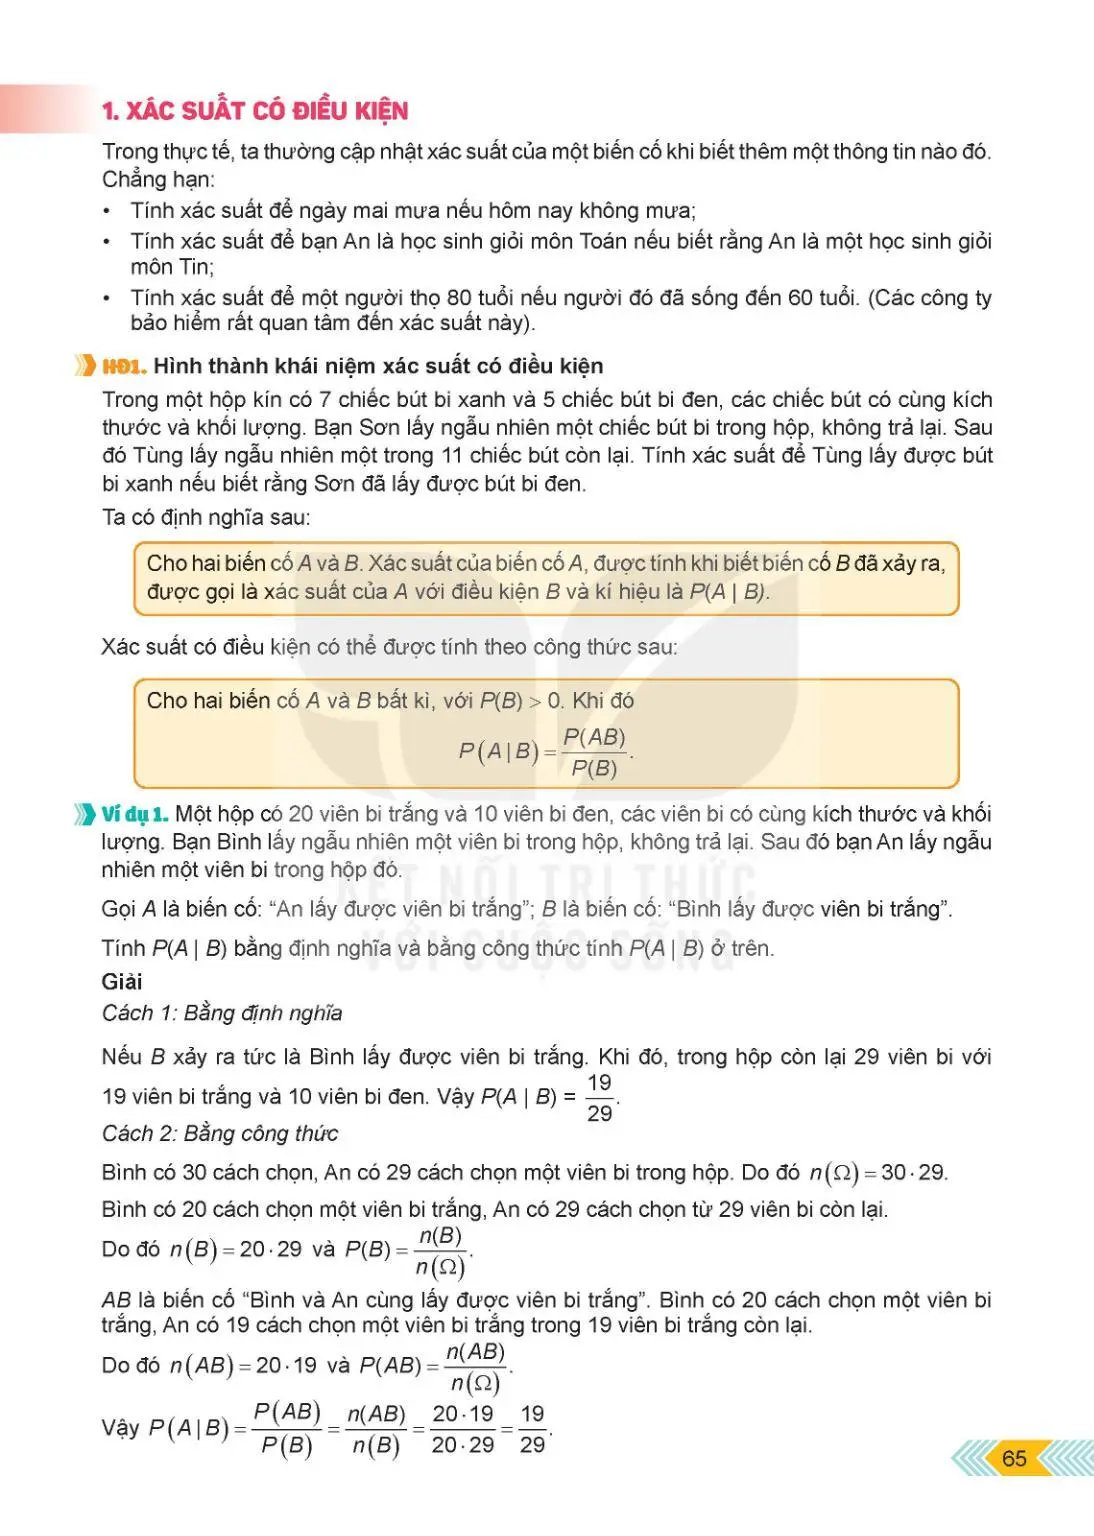 1. XÁC SUẤT CÓ ĐIỀU KIỆN
Trong thực tế, ta thường cập nhật xác suất của một biến cố khi biết thêm một thông tin nào đó.
Chẳng hạn:
• Tính xác suất để ngày mai mưa nếu hôm nay không mưa;
• Tính xác suất để bạn An là học sinh giỏi môn Toán nếu biết rằng An là một học sinh giỏi
môn Tin;
• Tính xác suất để một người thọ 80 tuổi nếu người đó đã sống đến 60 tuổi. (Các công ty
bảo hiểm rất quan tâm đến xác suất này).
HĐ1. Hình thành khái niệm xác suất có điều kiện
Trong một hộp kín có 7 chiếc bút bi xanh và 5 chiếc bút bi đen, các chiếc bút có cùng kích
thước và khối lượng. Bạn Sơn lấy ngẫu nhiên một chiếc bút bi trong hộp, không trả lại. Sau
đó Tùng lấy ngẫu nhiên một trong 11 chiếc bút còn lại. Tính xác suất để Tùng lấy được bút
bi xanh nếu biết rằng Sơn đã lấy được bút bi đen.
Ta có định nghĩa sau:
Cho hai biến cố A và B. Xác suất của biến cố A, được tính khi biết biến cố B đã xảy ra,
được gọi là xác suất của A với điều kiện B và kí hiệu là P(A | B).
Xác suất có điều kiện có thể được tính theo công thức sau:
Cho hai biến cố A và B bất kì, với P(B) > 0. Khi đó
P(A|B) = P(AB)/P(B).
Ví dụ 1. Một hộp có 20 viên bi trắng và 10 viên bi đen, các viên bi có cùng kích thước và khối
lượng. Bạn Bình lấy ngẫu nhiên một viên bi trong hộp, không trả lại. Sau đó bạn An lấy ngẫu
nhiên một viên bi trong hộp đó.
KẾT NỐI TRI THỨC
Gọi A là biến cố: “An lấy được viên bi trắng”; B là biến cố: “Bình lấy được viên bi trắng”.
VỚI CUỘC SỐNG
Tính P(A | B) bằng định nghĩa và bằng công thức tính P(A | B) ở trên.
Giải
Cách 1: Bằng định nghĩa
Nếu B xảy ra tức là Bình lấy được viên bi trắng. Khi đó, trong hộp còn lại 29 viên bi với
19 viên bi trắng và 10 viên bi đen. Vậy P(A | B) = 19/29.
Cách 2: Bằng công thức
Bình có 30 cách chọn, An có 29 cách chọn một viên bi trong hộp. Do đó n(Ω) = 30·29.
Bình có 20 cách chọn một viên bi trắng, An có 29 cách chọn từ 29 viên bi còn lại.
Do đó n(B) = 20·29 và P(B) = n(B)/n(Ω).
AB là biến cố “Bình và An cùng lấy được viên bi trắng”. Bình có 20 cách chọn một viên bi
trắng, An có 19 cách chọn một viên bi trắng trong 19 viên bi trắng còn lại.
Do đó n(AB) = 20·19 và P(AB) = n(AB)/n(Ω).
Vậy P(A|B) = P(AB)/P(B) = n(AB)/n(B) = 20·19/20·29 = 19/29.
65